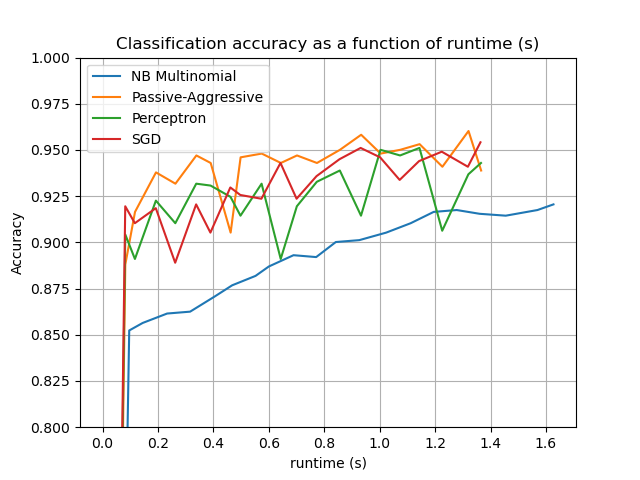 Classification accuracy as a function of runtime (s)
NB Multinomial
Passive-Aggressive
Perceptron
SGD
1.000
0.975
0.950
0.925
0.900
0.875
0.850
0.825
0.800
Accuracy
0.0 0.2 0.4 0.6 0.8 1.0 1.2 1.4 1.6
runtime (s)